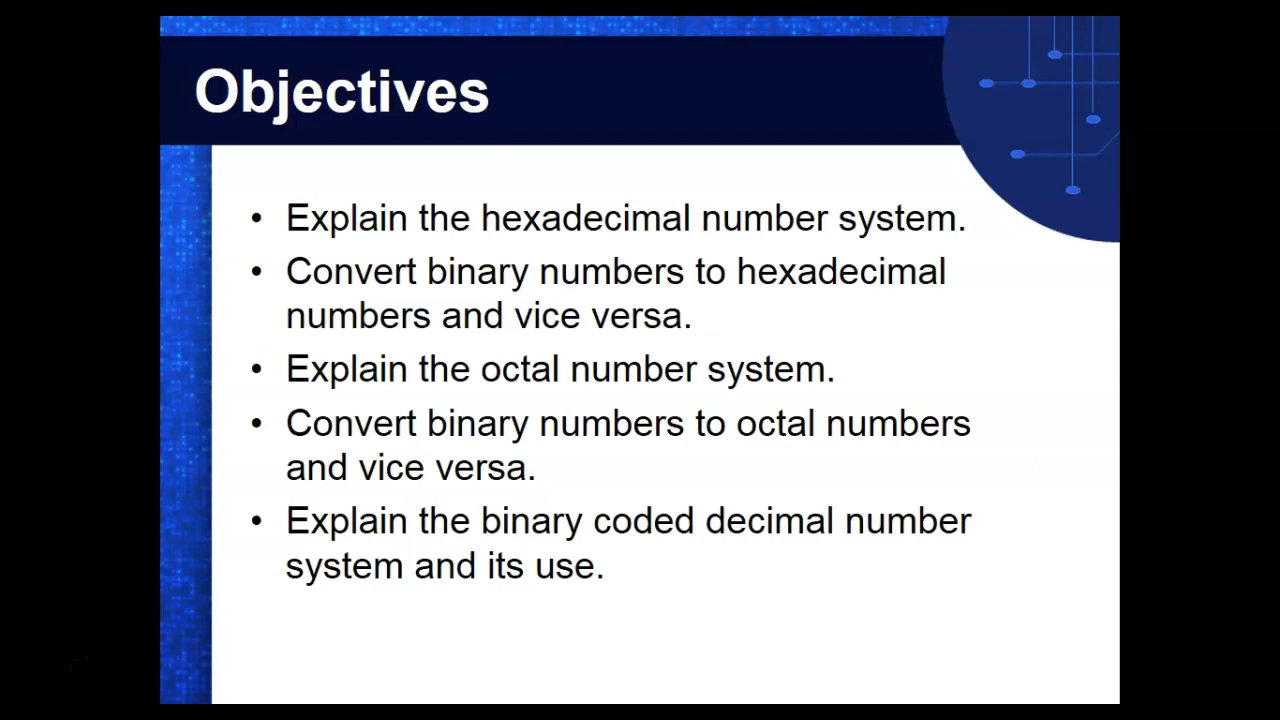 Objectives
• Explain the hexadecimal number system.
• Convert binary numbers to hexadecimal
numbers and vice versa.
• Explain the octal number system.
• Convert binary numbers to octal numbers
and vice versa.
• Explain the binary coded decimal number
system and its use.